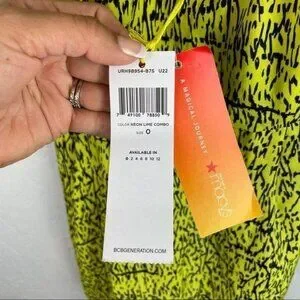 URH9B954-B75 U22
COLOR NEON LIME COMBO
SIZE 0
AVAILABLE IN
0 2 4 6 8 10 12
BCBGENERATION.COM
A MAGICAL JOURNEY
macys